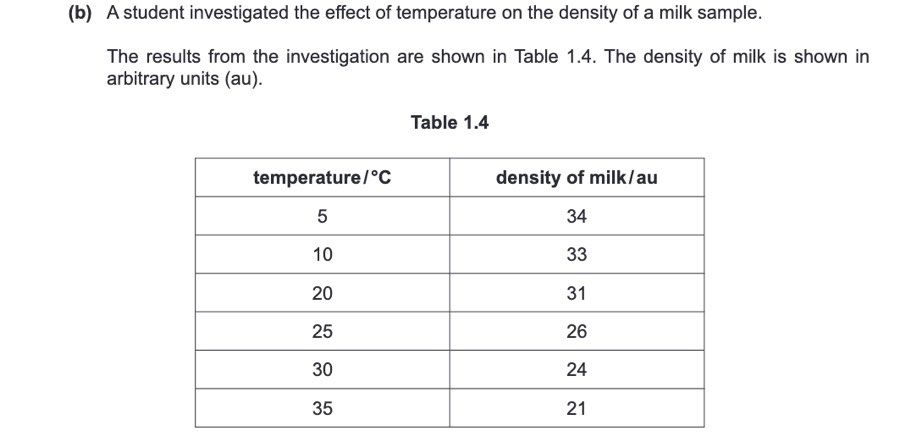 (b) A student investigated the effect of temperature on the density of a milk sample.
The results from the investigation are shown in Table 1.4. The density of milk is shown in
arbitrary units (au).
Table 1.4
temperature/°C density of milk/au
5 34
10 33
20 31
25 26
30 24
35 21